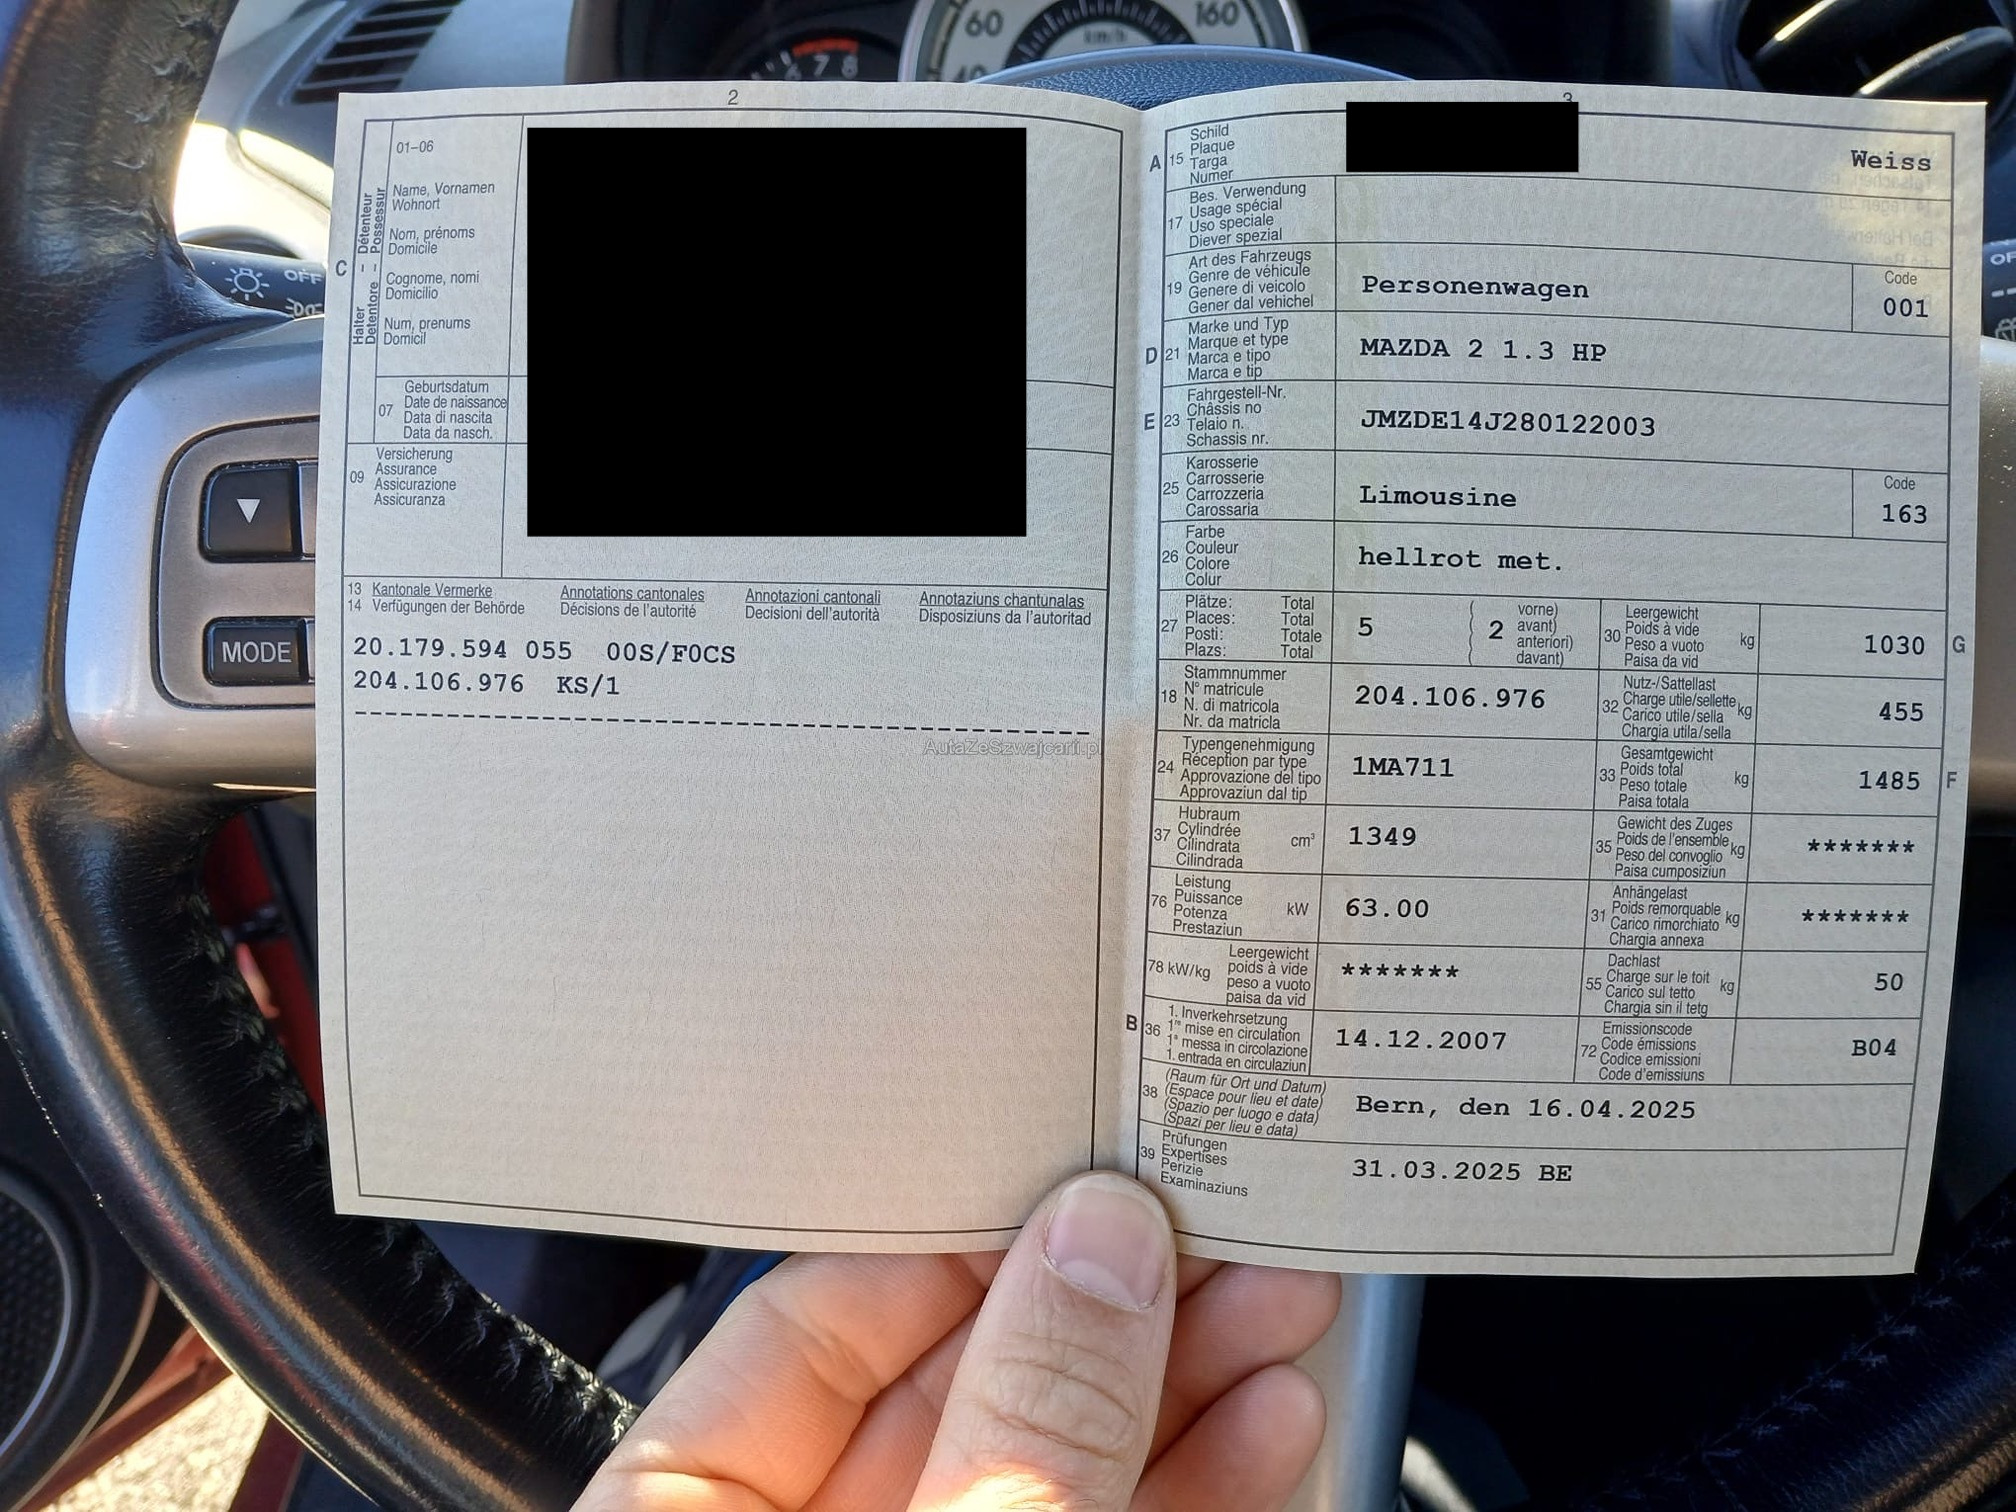 60
160
km/h
7 8
OFF
MODE
2
01–06
Name, Vornamen
Wohnort
Nom, prénoms
Domicile
Cognome, nomi
Domicilio
Num, prenums
Domicil
C
Halter – Détenteur
Detentore – Possessur
07
Geburtsdatum
Date de naissance
Data di nascita
Data da nasch.
09
Versicherung
Assurance
Assicurazione
Assicuranza
13 Kantonale Vermerke Annotations cantonales Annotazioni cantonali Annotaziuns chantunalas
14 Verfügungen der Behörde Décisions de l'autorité Decisioni dell'autorità Disposiziuns da l'autoritad
20.179.594 055 00S/F0CS
204.106.976 KS/1
AutaZeSzwajcarii.pl
3
A 15
Schild
Plaque
Targa
Numer
Weiss
17
Bes. Verwendung
Usage spécial
Uso speciale
Diever spezial
19
Art des Fahrzeugs
Genre de véhicule
Genere di veicolo
Gener dal vehichel
Personenwagen
Code
001
D 21
Marke und Typ
Marque et type
Marca e tipo
Marca e tip
MAZDA 2 1.3 HP
E 23
Fahrgestell-Nr.
Châssis no
Telaio n.
Schassis nr.
JMZDE14J280122003
25
Karosserie
Carrosserie
Carrozzeria
Carossaria
Limousine
Code
163
26
Farbe
Couleur
Colore
Colur
hellrot met.
27
Plätze: Total
Places: Total
Posti: Totale
Plazs: Total
5
( 2
vorne)
avant)
anteriori)
davant)
30
Leergewicht
Poids à vide
Peso a vuoto
Paisa da vid
kg
1030
G
18
Stammnummer
N° matricule
N. di matricola
Nr. da matricla
204.106.976
32
Nutz-/Sattellast
Charge utile/sellette
Carico utile/sella
Chargia utila/sella
kg
455
24
Typengenehmigung
Réception par type
Approvazione del tipo
Approvaziun dal tip
1MA711
33
Gesamtgewicht
Poids total
Peso totale
Paisa totala
kg
1485
F
37
Hubraum
Cylindrée
Cilindrata
Cilindrada
cm³
1349
35
Gewicht des Zuges
Poids de l'ensemble
Peso del convoglio
Paisa cumposiziun
kg
*******
76
Leistung
Puissance
Potenza
Prestaziun
kW
63.00
31
Anhängelast
Poids remorquable
Carico rimorchiato
Chargia annexa
kg
*******
78 kW/kg
Leergewicht
poids à vide
peso a vuoto
paisa da vid
*******
55
Dachlast
Charge sur le toit
Carico sul tetto
Chargia sin il tetg
kg
50
B 36
1. Inverkehrsetzung
1re mise en circulation
1a messa in circolazione
1. entrada en circulaziun
14.12.2007
72
Emissionscode
Code émissions
Codice emissioni
Code d'emissiuns
B04
38
(Raum für Ort und Datum)
(Espace pour lieu et date)
(Spazio per luogo e data)
(Spazi per lieu e data)
Bern, den 16.04.2025
39
Prüfungen
Expertises
Perizie
Examinaziuns
31.03.2025 BE